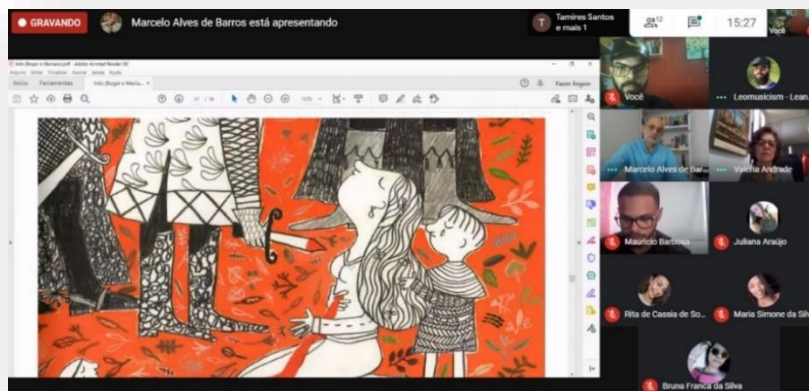 GRAVANDO
Marcelo Alves de Barros está apresentando
T
Tamires Santos
e mais 1
12
15:27
Você
Início Ferramentas
Fazer logon
Você
Leomusicism - Lean...
Marcelo Alves de Bar...
Valéria Andrade
Maurício Barbosa
Juliana Araújo
Rita de Cassia de So...
Maria Simone da Silv
Bruna Franca da Silva